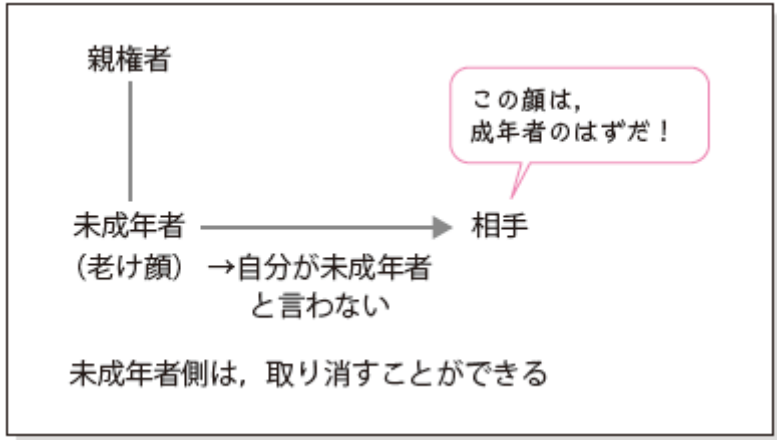 親権者
この顔は，
成年者のはずだ！
未成年者
相手
（老け顔）
→自分が未成年者
と言わない
未成年者側は，取り消すことができる